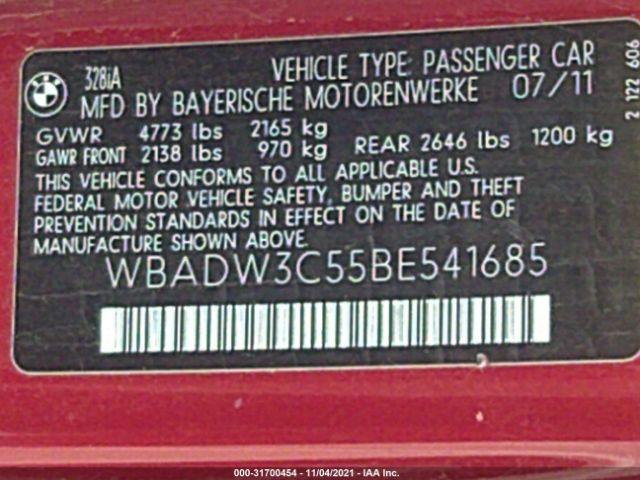 BMW
328iA
VEHICLE TYPE PASSENGER CAR
MFD BY BAYERISCHE MOTORENWERKE 07/11
GVWR 4773 lbs 2165 kg
GAWR FRONT 2138 lbs 970 kg REAR 2646 lbs 1200 kg
THIS VEHICLE CONFORMS TO ALL APPLICABLE U.S.
FEDERAL MOTOR VEHICLE SAFETY, BUMPER AND THEFT
PREVENTION STANDARDS IN EFFECT ON THE DATE OF
MANUFACTURE SHOWN ABOVE.
WBADW3C55BE541685
2 122 606
000-31700454 - 11/04/2021 - IAA Inc.